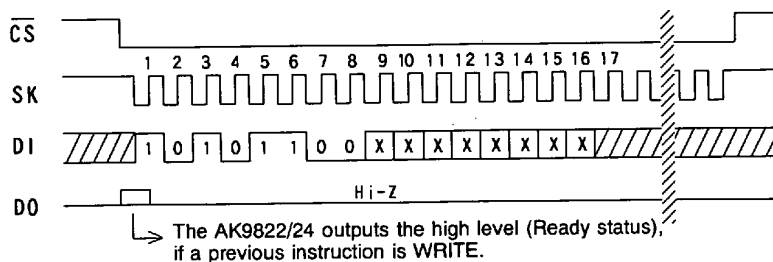 CS
1 2 3 4 5 6 7 8 9 10 11 12 13 14 15 16 17
SK
DI 1 0 1 0 1 1 0 0 X X X X X X X X
Hi-Z
DO
The AK9822/24 outputs the high level (Ready status),
if a previous instruction is WRITE.